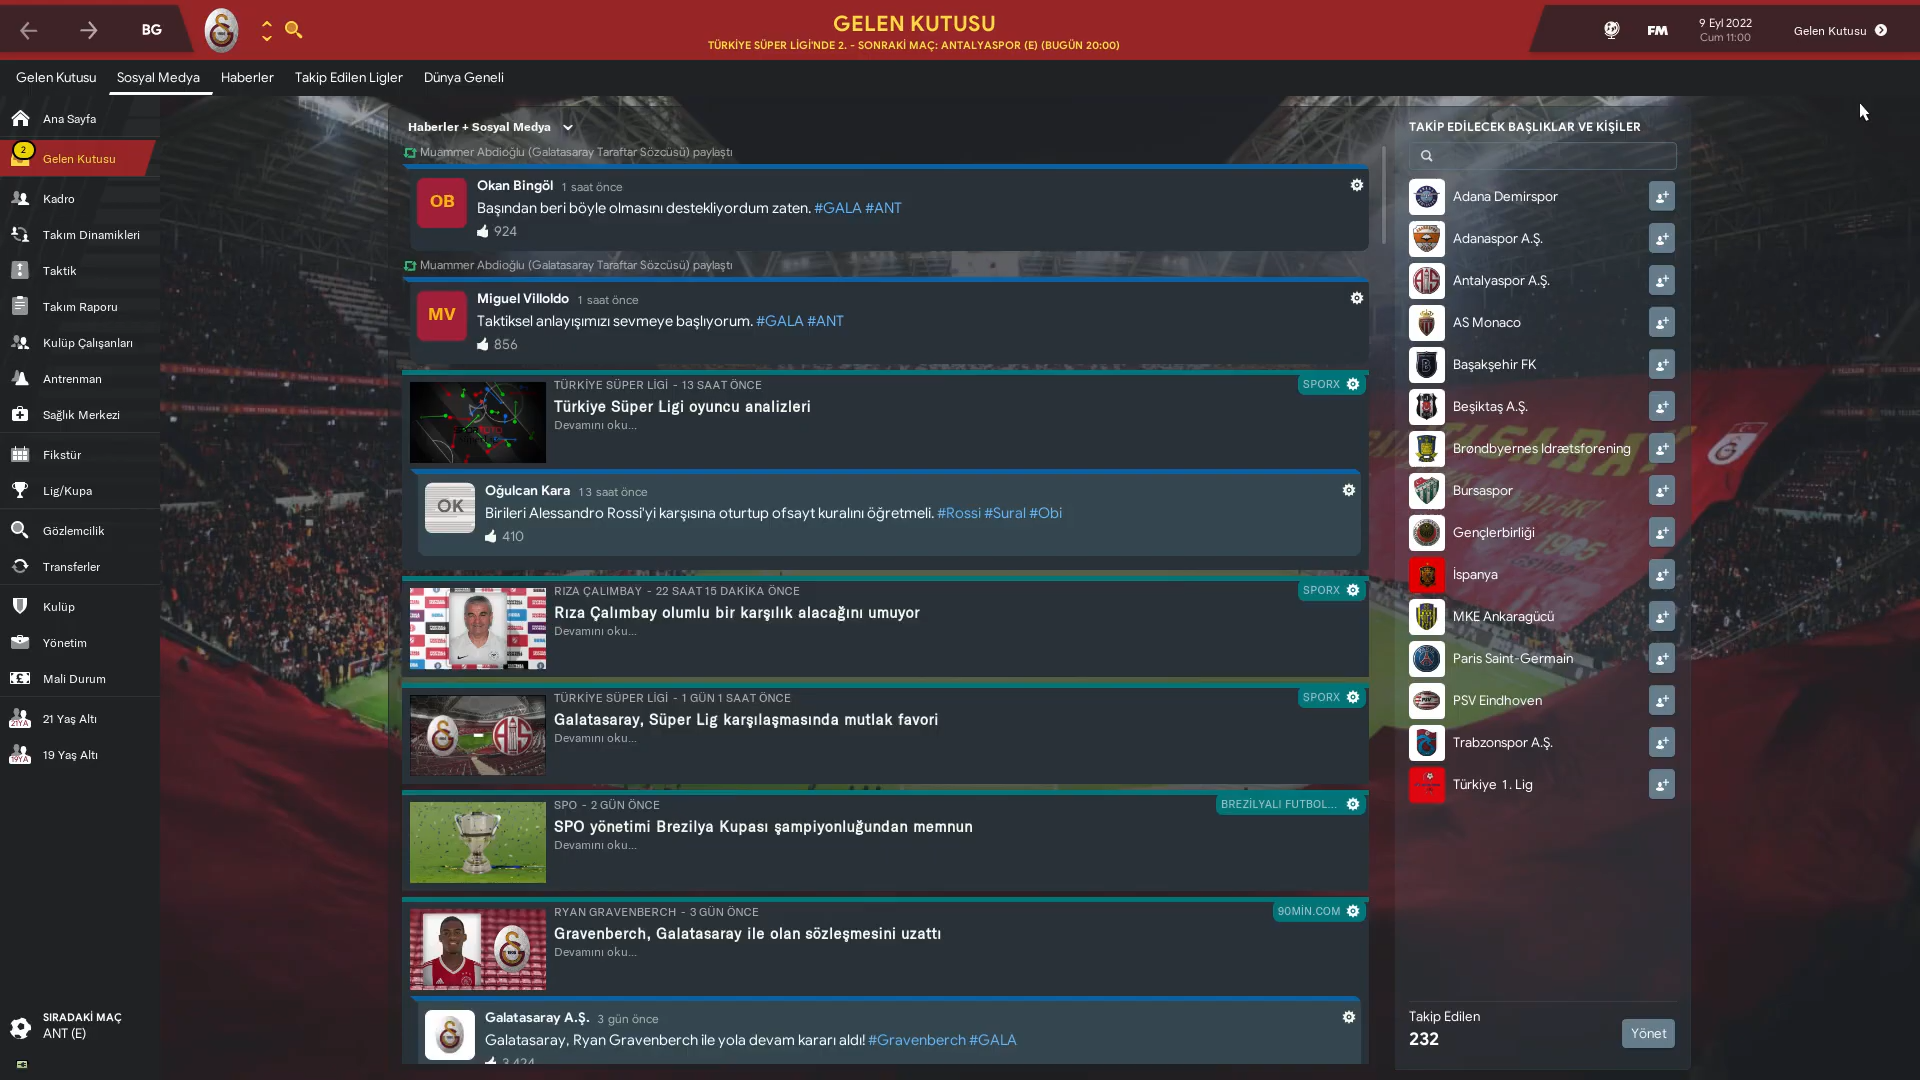 BG
GELEN KUTUSU
TÜRKİYE SÜPER LİGİ'NDE 2. - SONRAKİ MAÇ: ANTALYASPOR (E) (BUGÜN 20:00)
FM
9 Eyl 2022
Cum 11:00
Gelen Kutusu
Gelen Kutusu
Sosyal Medya
Haberler
Takip Edilen Ligler
Dünya Geneli
Ana Sayfa
2
Gelen Kutusu
Kadro
Takım Dinamikleri
Taktik
Takım Raporu
Kulüp Çalışanları
Antrenman
Sağlık Merkezi
Fikstür
Lig/Kupa
Gözlemcilik
Transferler
Kulüp
Yönetim
Mali Durum
21YA
21 Yaş Altı
19YA
19 Yaş Altı
SIRADAKİ MAÇ
ANT (E)
Haberler + Sosyal Medya
Muammer Abdioğlu (Galatasaray Taraftar Sözcüsü) paylaştı
OB
Okan Bingöl 1 saat önce
Başından beri böyle olmasını destekliyordum zaten. #GALA #ANT
924
Muammer Abdioğlu (Galatasaray Taraftar Sözcüsü) paylaştı
MV
Miguel Villoldo 1 saat önce
Taktiksel anlayışımızı sevmeye başlıyorum. #GALA #ANT
856
TÜRKİYE SÜPER LİGİ - 13 SAAT ÖNCE
SPORX
Türkiye Süper Ligi oyuncu analizleri
Devamını oku...
OK
Oğulcan Kara 13 saat önce
Birileri Alessandro Rossi'yi karşısına oturtup ofsayt kuralını öğretmeli. #Rossi #Sural #Obi
410
RIZA ÇALIMBAY - 22 SAAT 15 DAKİKA ÖNCE
SPORX
Rıza Çalımbay olumlu bir karşılık alacağını umuyor
Devamını oku...
TÜRKİYE SÜPER LİGİ - 1 GÜN 1 SAAT ÖNCE
SPORX
Galatasaray, Süper Lig karşılaşmasında mutlak favori
Devamını oku...
SPO - 2 GÜN ÖNCE
BREZİLYALI FUTBOL...
SPO yönetimi Brezilya Kupası şampiyonluğundan memnun
Devamını oku...
RYAN GRAVENBERCH - 3 GÜN ÖNCE
90MİN.COM
Gravenberch, Galatasaray ile olan sözleşmesini uzattı
Devamını oku...
Galatasaray A.Ş. 3 gün önce
Galatasaray, Ryan Gravenberch ile yola devam kararı aldı! #Gravenberch #GALA
3.424
TAKİP EDİLECEK BAŞLIKLAR VE KİŞİLER
Adana Demirspor
Adanaspor A.Ş.
Antalyaspor A.Ş.
AS Monaco
Başakşehir FK
Beşiktaş A.Ş.
Brøndbyernes Idrætsforening
Bursaspor
Gençlerbirliği
İspanya
MKE Ankaragücü
Paris Saint-Germain
PSV Eindhoven
Trabzonspor A.Ş.
Türkiye 1. Lig
Takip Edilen
232
Yönet